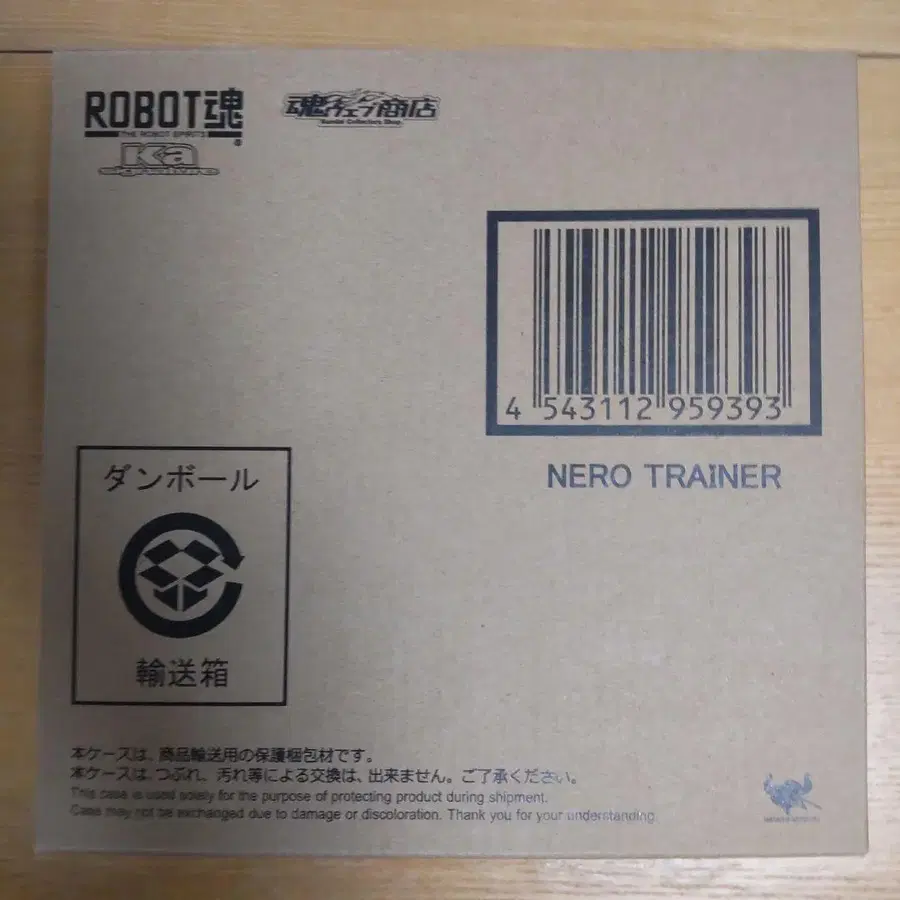 ROBOT魂
THE ROBOT SPIRITS
Ka
signature
魂ウェブ商店
Bandai Collectors Shop
4 543112 959393
NERO TRAINER
ダンボール
輸送箱
本ケースは、商品輸送用の保護梱包材です。
本ケースは、つぶれ、汚れ等による交換は、出来ません。ご了承ください。
This case is used solely for the purpose of protecting product during shipment.
Case may not be exchanged due to damage or discoloration. Thank you for your understanding.